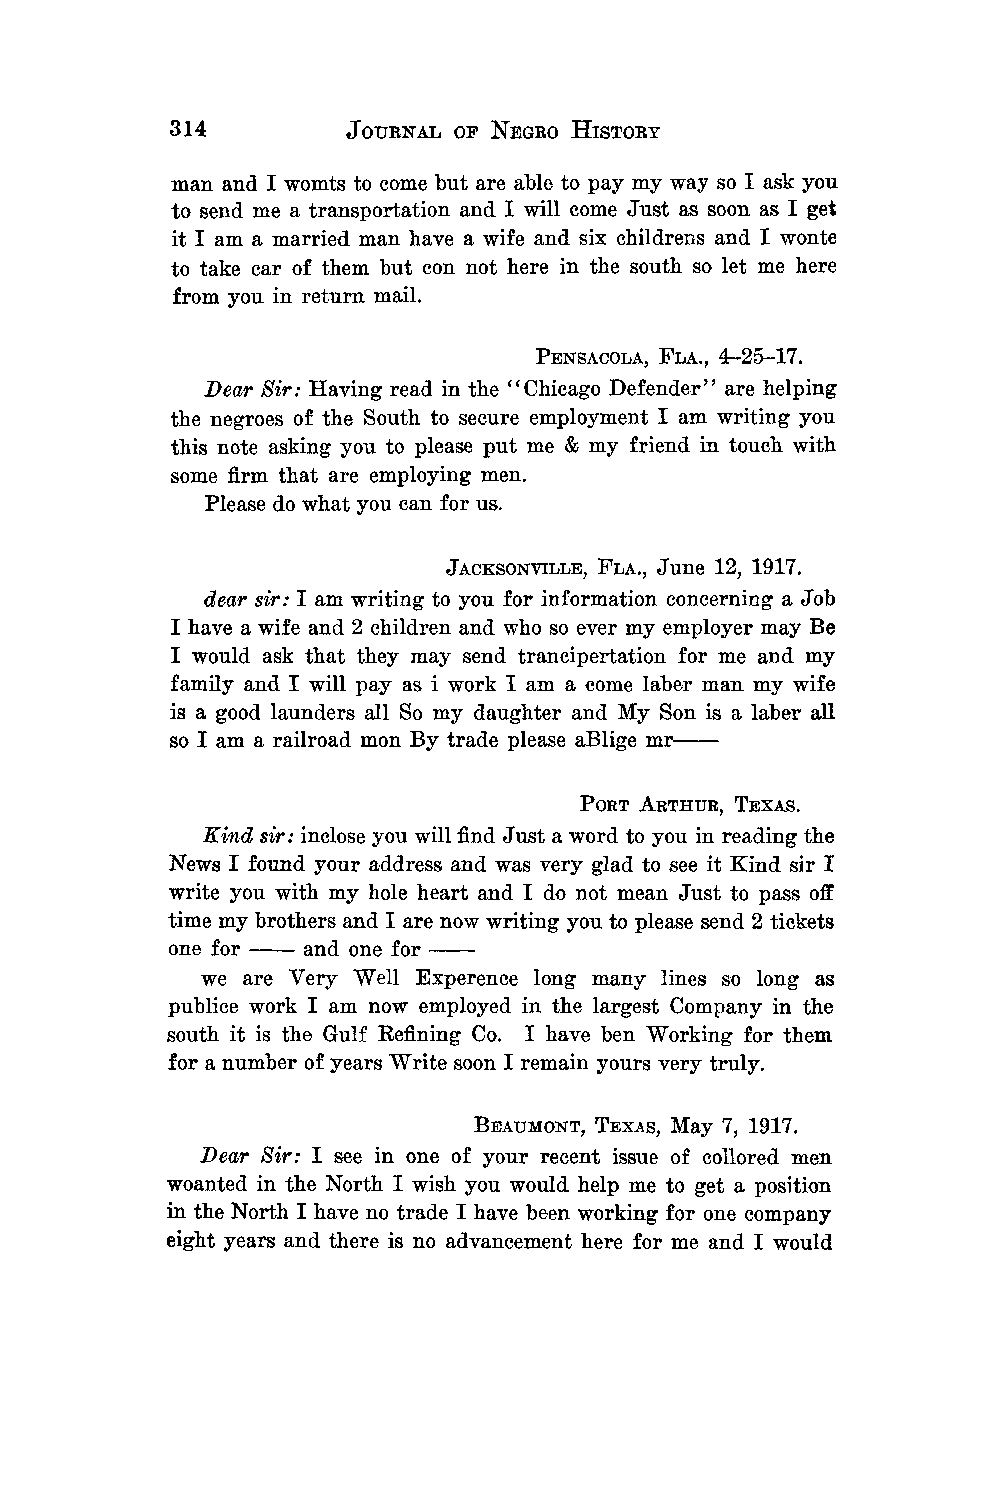 314 JOURNAL OF NEGRO HISTORY
man and I womts to come but are able to pay my way so I ask you
to send me a transportation and I will come Just as soon as I get
it I am a married man have a wife and six childrens and I wonte
to take car of them but con not here in the south so let me here
from you in return mail.
PENSACOLA, FLA., 4–25–17.
Dear Sir: Having read in the “Chicago Defender” are helping
the negroes of the South to secure employment I am writing you
this note asking you to please put me & my friend in touch with
some firm that are employing men.
Please do what you can for us.
JACKSONVILLE, FLA., June 12, 1917.
dear sir: I am writing to you for information concerning a Job
I have a wife and 2 children and who so ever my employer may Be
I would ask that they may send trancipertation for me and my
family and I will pay as i work I am a come laber man my wife
is a good launders all So my daughter and My Son is a laber all
so I am a railroad mon By trade please aBlige mr——
PORT ARTHUR, TEXAS.
Kind sir: inclose you will find Just a word to you in reading the
News I found your address and was very glad to see it Kind sir I
write you with my hole heart and I do not mean Just to pass off
time my brothers and I are now writing you to please send 2 tickets
one for —— and one for ——
we are Very Well Experence long many lines so long as
publice work I am now employed in the largest Company in the
south it is the Gulf Refining Co. I have ben Working for them
for a number of years Write soon I remain yours very truly.
BEAUMONT, TEXAS, May 7, 1917.
Dear Sir: I see in one of your recent issue of collored men
woanted in the North I wish you would help me to get a position
in the North I have no trade I have been working for one company
eight years and there is no advancement here for me and I would